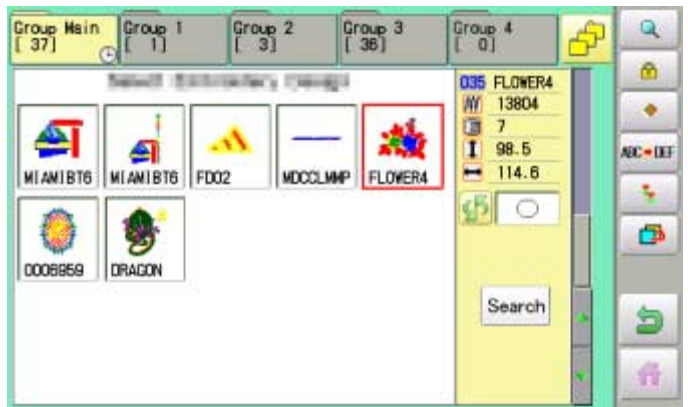 Group Main
[ 37]
Group 1
[ 1]
Group 2
[ 3]
Group 3
[ 36]
Group 4
[ 0]
035 FLOWER4
13804
7
98.5
114.6
MIAMIBT6
MIAMIBT6
FD02
MDCCLMMP
FLOWER4
0006959
DRAGON
Search
ABC DEF